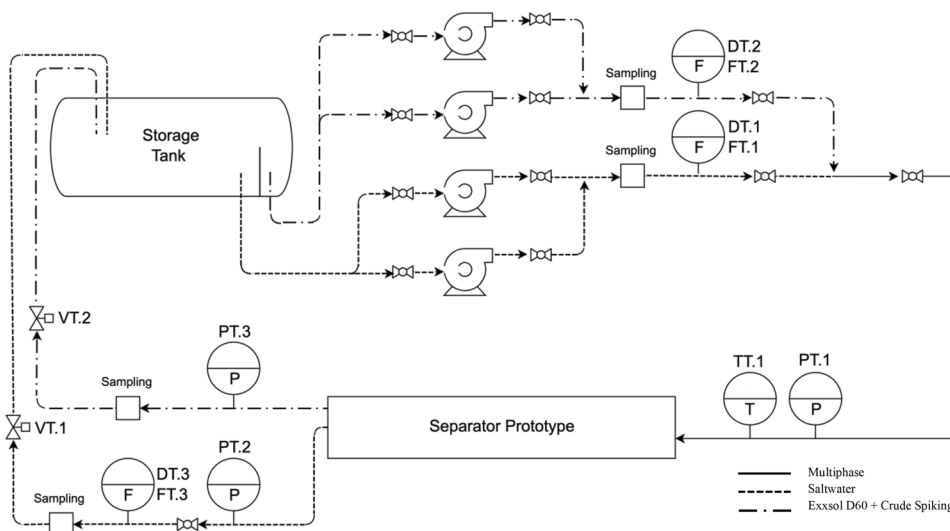 DT.2
FT.2
F
Sampling
Storage
Tank
DT.1
FT.1
F
Sampling
VT.2
PT.3
P
Sampling
TT.1
T
PT.1
P
Separator Prototype
VT.1
PT.2
P
DT.3
FT.3
F
Sampling
Multiphase
Saltwater
Exxsol D60 + Crude Spiking